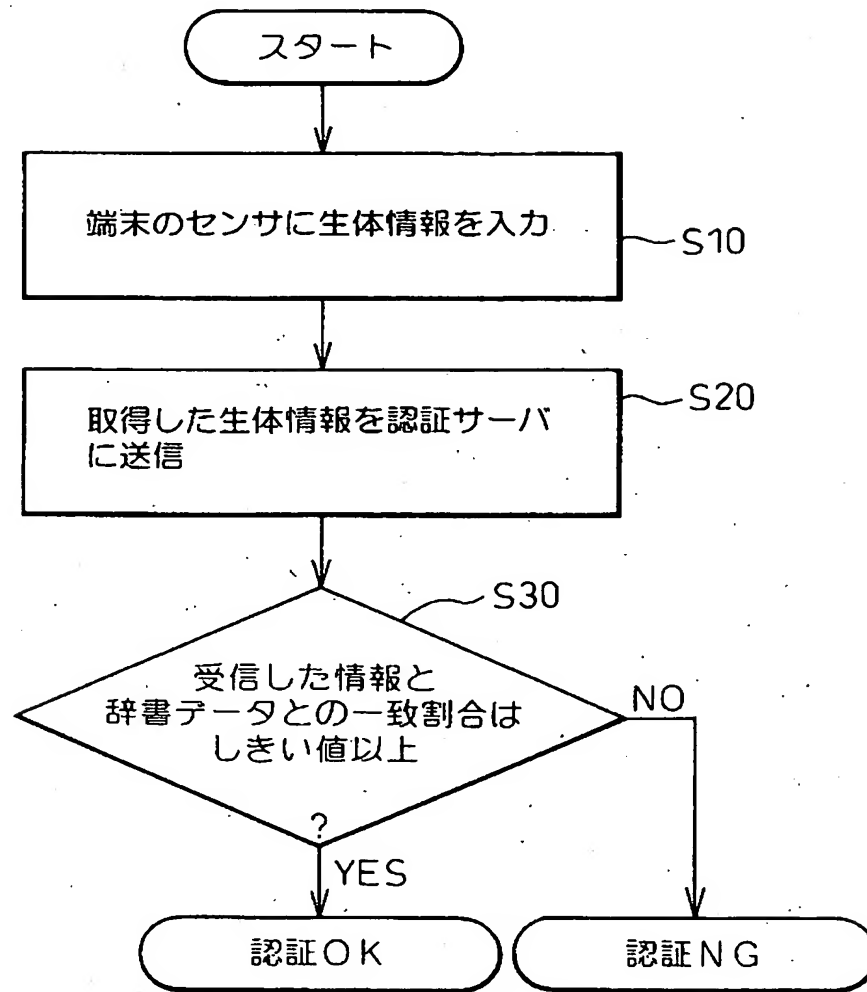 スタート
端末のセンサに生体情報を入力
S10
取得した生体情報を認証サーバ
に送信
S20
S30
受信した情報と
辞書データとの一致割合は
しきい値以上
?
NO
YES
認証OK
認証NG